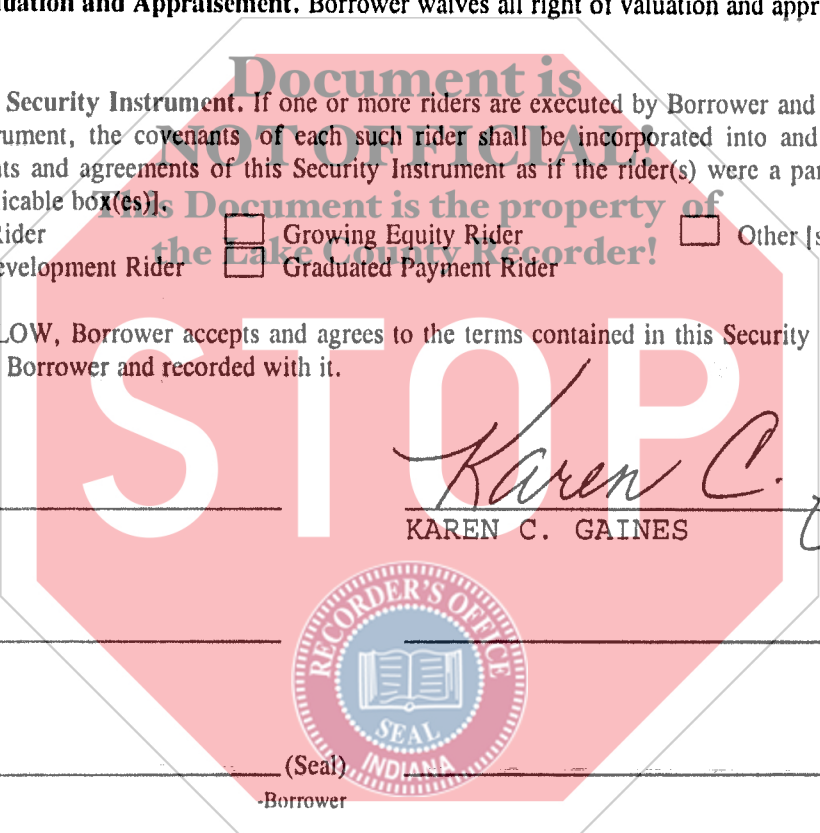 uation and Appraisement. Borrower waives all right of valuation and appr
Document is
Security Instrument. If one or more riders are executed by Borrower and
rument, the covenants of each such rider shall be incorporated into and
NOT OFFICIAL!
nts and agreements of this Security Instrument as if the rider(s) were a par
icable box(es)].
This Document is the property of
Rider Growing Equity Rider Other [s
the Lake County Recorder!
evelopment Rider Graduated Payment Rider
LOW, Borrower accepts and agrees to the terms contained in this Security
Borrower and recorded with it.
STOP
Karen C.
KAREN C. GAINES
RECORDER'S OFFICE
SEAL
INDIANA
(Seal)
-Borrower